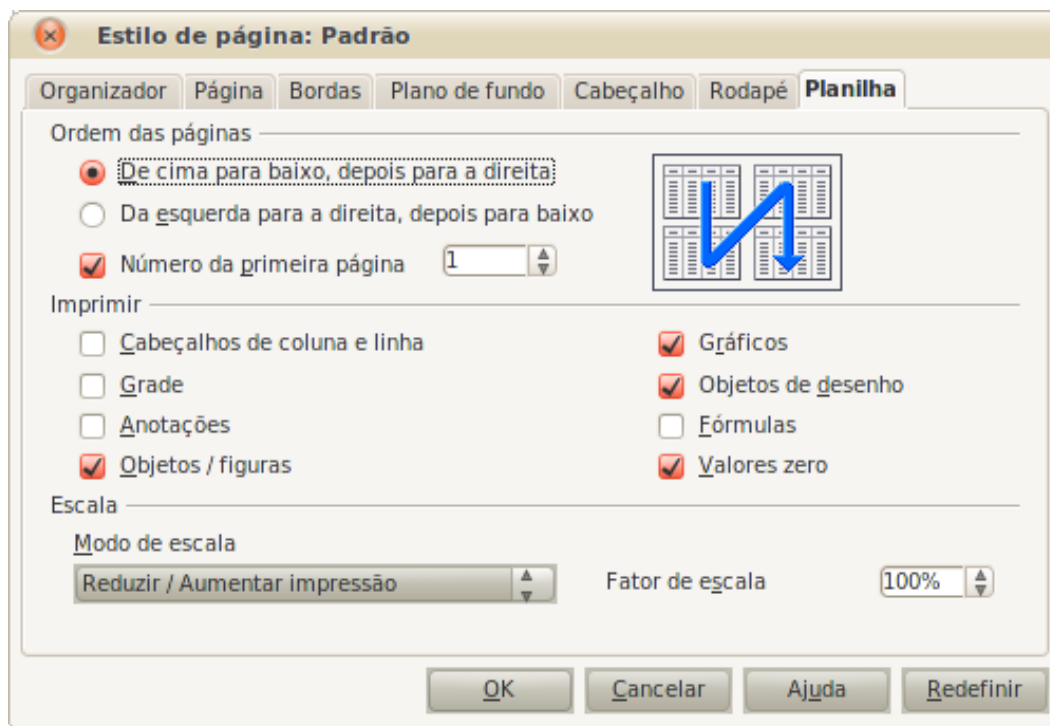 Estilo de página: Padrão
Organizador Página Bordas Plano de fundo Cabeçalho Rodapé Planilha
Ordem das páginas
De cima para baixo, depois para a direita
Da esquerda para a direita, depois para baixo
Número da primeira página 1
Imprimir
Cabeçalhos de coluna e linha Gráficos
Grade Objetos de desenho
Anotações Fórmulas
Objetos / figuras Valores zero
Escala
Modo de escala
Reduzir / Aumentar impressão Fator de escala 100%
OK Cancelar Ajuda Redefinir